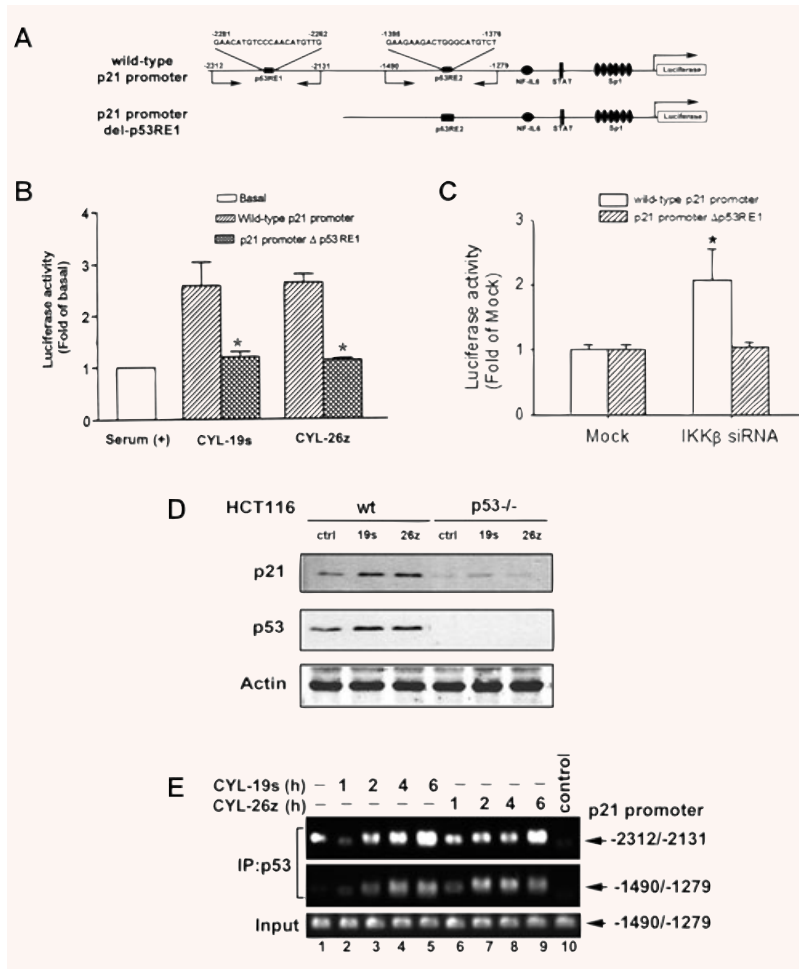 A
-2281 -2262
GAACATGTCCCAACATGTTG
-1395 -1376
GAAGAAGACTGGGCATGTCT
wild-type
p21 promoter
-2312 p53RE1 -2131 -1490 p53RE2 -1279 NF-IL6 STAT Sp1 Luciferase
p21 promoter
del-p53RE1
p53RE2 NF-IL6 STAT Sp1 Luciferase
B
Basal
Wild-type p21 promoter
p21 promoter Δ p53RE1
Luciferase activity
(Fold of basal)
4
3
2
1
0
* *
Serum (+) CYL-19s CYL-26z
C
wild-type p21 promoter
p21 promoter Δp53RE1
Luciferase activity
(Fold of Mock)
3
2
1
0
*
Mock IKKβ siRNA
D
HCT116 wt p53-/-
ctrl 19s 26z ctrl 19s 26z
p21
p53
Actin
E
CYL-19s (h) – 1 2 4 6 – – – –
CYL-26z (h) – – – – – 1 2 4 6
control
p21 promoter
IP:p53
-2312/-2131
-1490/-1279
Input -1490/-1279
1 2 3 4 5 6 7 8 9 10